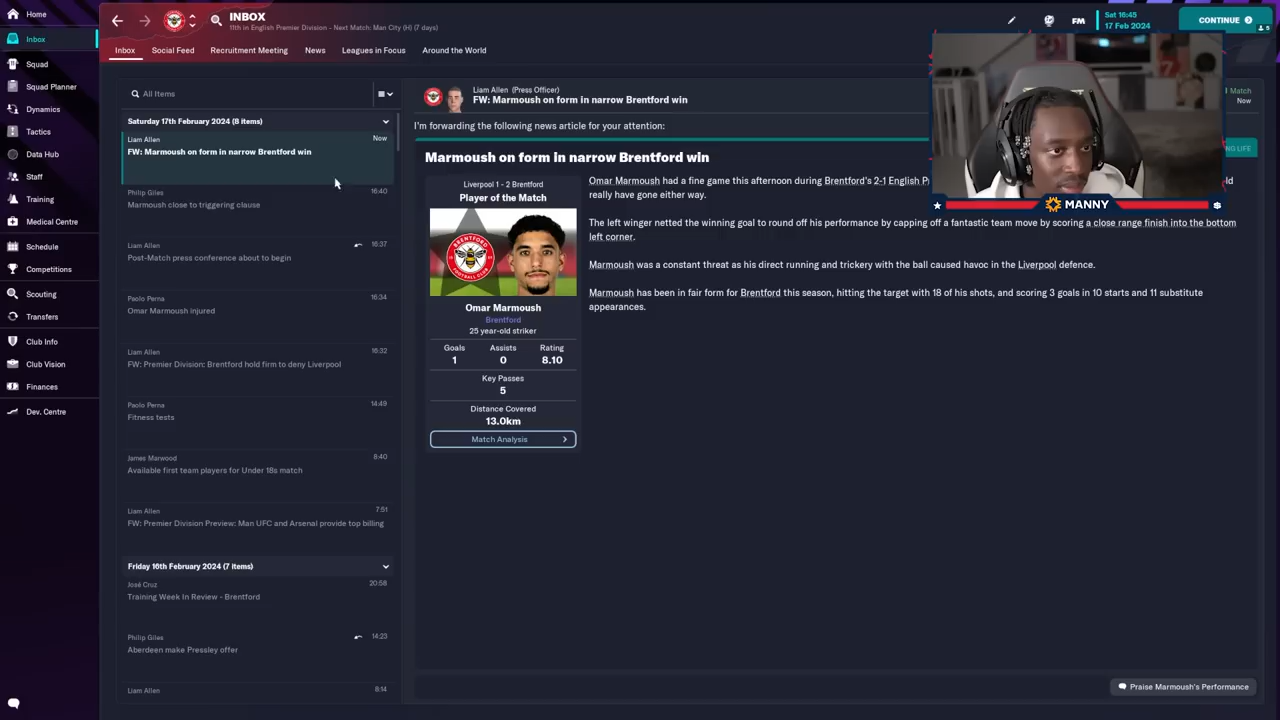 Home
Inbox
Squad
Squad Planner
Dynamics
Tactics
Data Hub
Staff
Training
Medical Centre
Schedule
Competitions
Scouting
Transfers
Club Info
Club Vision
Finances
Dev. Centre
INBOX
11th in English Premier Division - Next Match: Man City (H) (7 days)
FM
Sat 16:45
17 Feb 2024
CONTINUE
5
Inbox
Social Feed
Recruitment Meeting
News
Leagues in Focus
Around the World
All Items
Saturday 17th February 2024 (8 items)
Liam Allen
Now
FW: Marmoush on form in narrow Brentford win
Philip Giles
16:40
Marmoush close to triggering clause
Liam Allen
16:37
Post-Match press conference about to begin
Paolo Perna
16:34
Omar Marmoush injured
Liam Allen
16:32
FW: Premier Division: Brentford hold firm to deny Liverpool
Paolo Perna
14:49
Fitness tests
James Marwood
8:40
Available first team players for Under 18s match
Liam Allen
7:51
FW: Premier Division Preview: Man UFC and Arsenal provide top billing
Friday 16th February 2024 (7 items)
José Cruz
20:58
Training Week In Review - Brentford
Philip Giles
14:23
Aberdeen make Pressley offer
Liam Allen
8:14
Liam Allen (Press Officer)
FW: Marmoush on form in narrow Brentford win
Match
Now
I'm forwarding the following news article for your attention:
NG LIFE
Marmoush on form in narrow Brentford win
Liverpool 1 - 2 Brentford
Player of the Match
BRENTFORD
FOOTBALL CLUB
Omar Marmoush
Brentford
25 year-old striker
Goals
Assists
Rating
1
0
8.10
Key Passes
5
Distance Covered
13.0km
Match Analysis
Omar Marmoush had a fine game this afternoon during Brentford's 2-1 English P
ld
really have gone either way.
The left winger netted the winning goal to round off his performance by capping off a fantastic team move by scoring a close range finish into the bottom
left corner.
Marmoush was a constant threat as his direct running and trickery with the ball caused havoc in the Liverpool defence.
Marmoush has been in fair form for Brentford this season, hitting the target with 18 of his shots, and scoring 3 goals in 10 starts and 11 substitute
appearances.
MANNY
Praise Marmoush's Performance